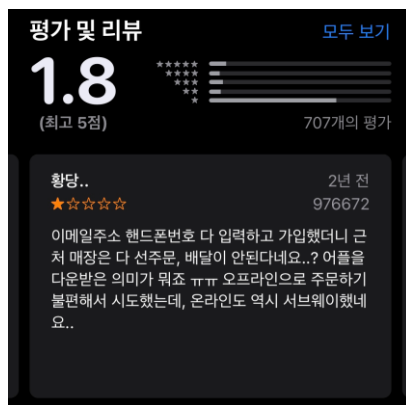 평가 및 리뷰 모두 보기
1.8
★★★★★
★★★★
★★★
★★
★
(최고 5점) 707개의 평가
황당.. 2년 전
★☆☆☆☆ 976672
이메일주소 핸드폰번호 다 입력하고 가입했더니 근
처 매장은 다 선주문, 배달이 안된다네요..? 어플을
다운받은 의미가 뭐죠 ㅠㅠ 오프라인으로 주문하기
불편해서 시도했는데, 온라인도 역시 서브웨이했네
요..